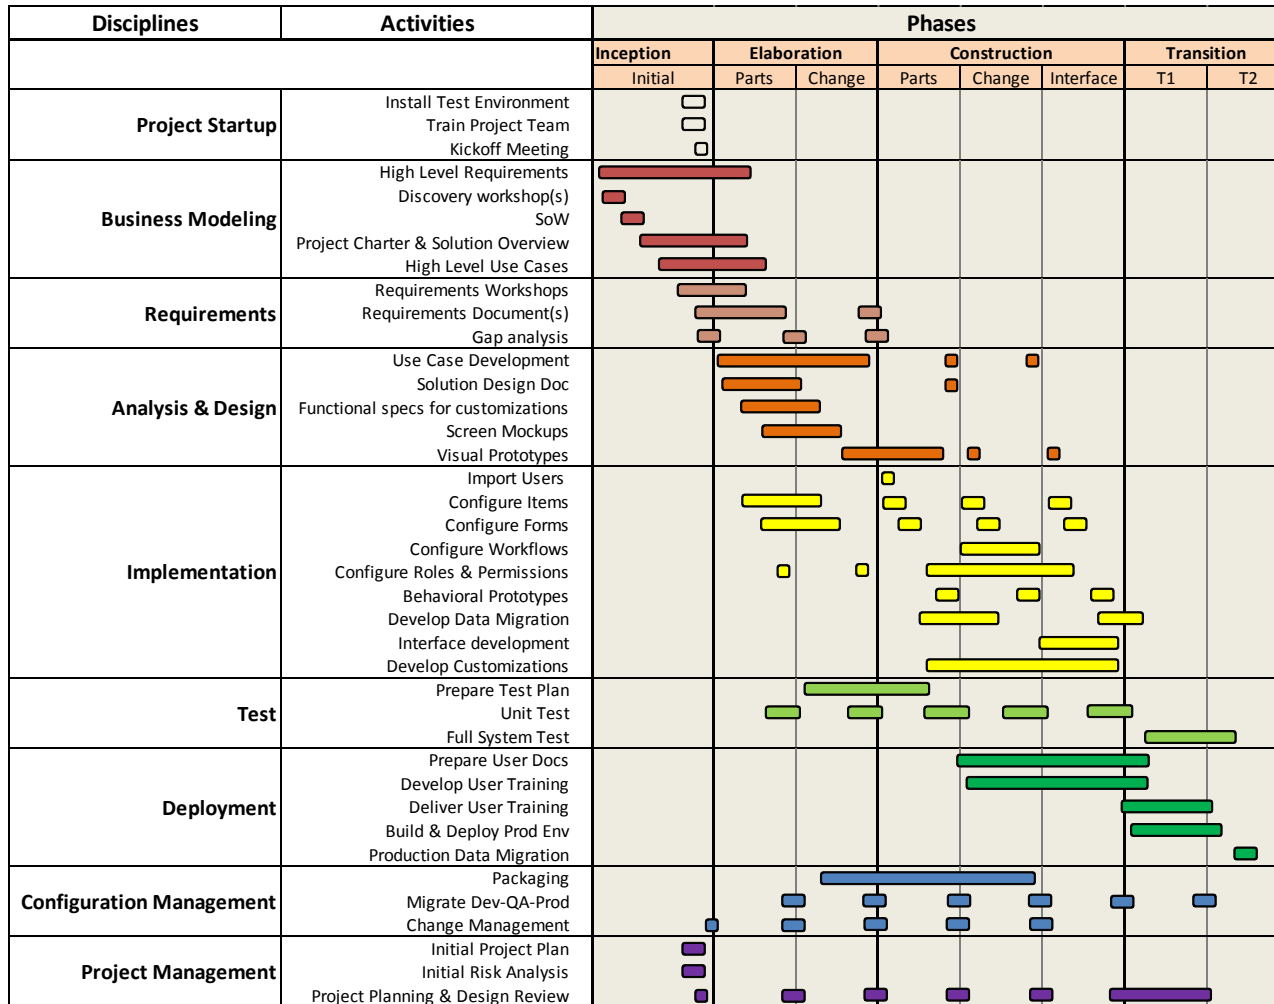 Disciplines Activities Phases
Inception Elaboration Construction Transition
Initial Parts Change Parts Change Interface T1 T2
Install Test Environment
Project Startup Train Project Team
Kickoff Meeting
High Level Requirements
Discovery workshop(s)
Business Modeling SoW
Project Charter & Solution Overview
High Level Use Cases
Requirements Workshops
Requirements Requirements Document(s)
Gap analysis
Use Case Development
Solution Design Doc
Analysis & Design Functional specs for customizations
Screen Mockups
Visual Prototypes
Import Users
Configure Items
Configure Forms
Configure Workflows
Implementation Configure Roles & Permissions
Behavioral Prototypes
Develop Data Migration
Interface development
Develop Customizations
Prepare Test Plan
Test Unit Test
Full System Test
Prepare User Docs
Develop User Training
Deployment Deliver User Training
Build & Deploy Prod Env
Production Data Migration
Packaging
Configuration Management Migrate Dev-QA-Prod
Change Management
Initial Project Plan
Project Management Initial Risk Analysis
Project Planning & Design Review